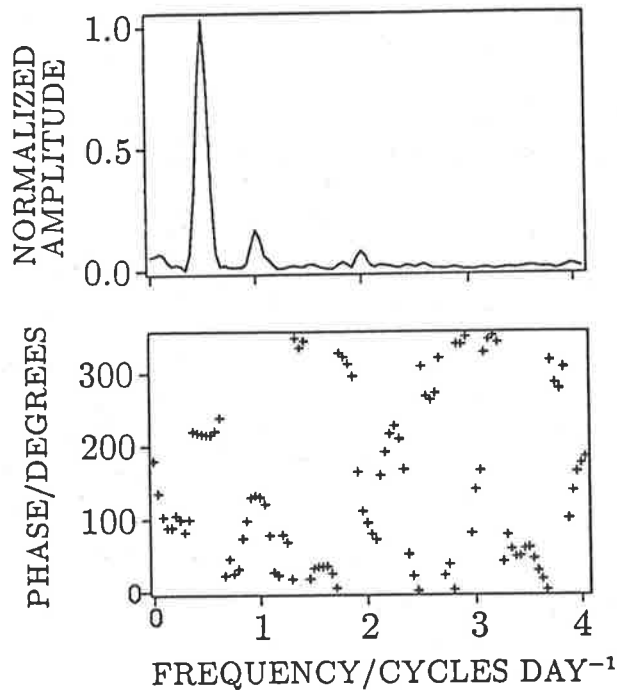 NORMALIZED
AMPLITUDE
1.0
0.5
0.0
PHASE/DEGREES
300
200
100
0
0 1 2 3 4
FREQUENCY/CYCLES DAY⁻¹